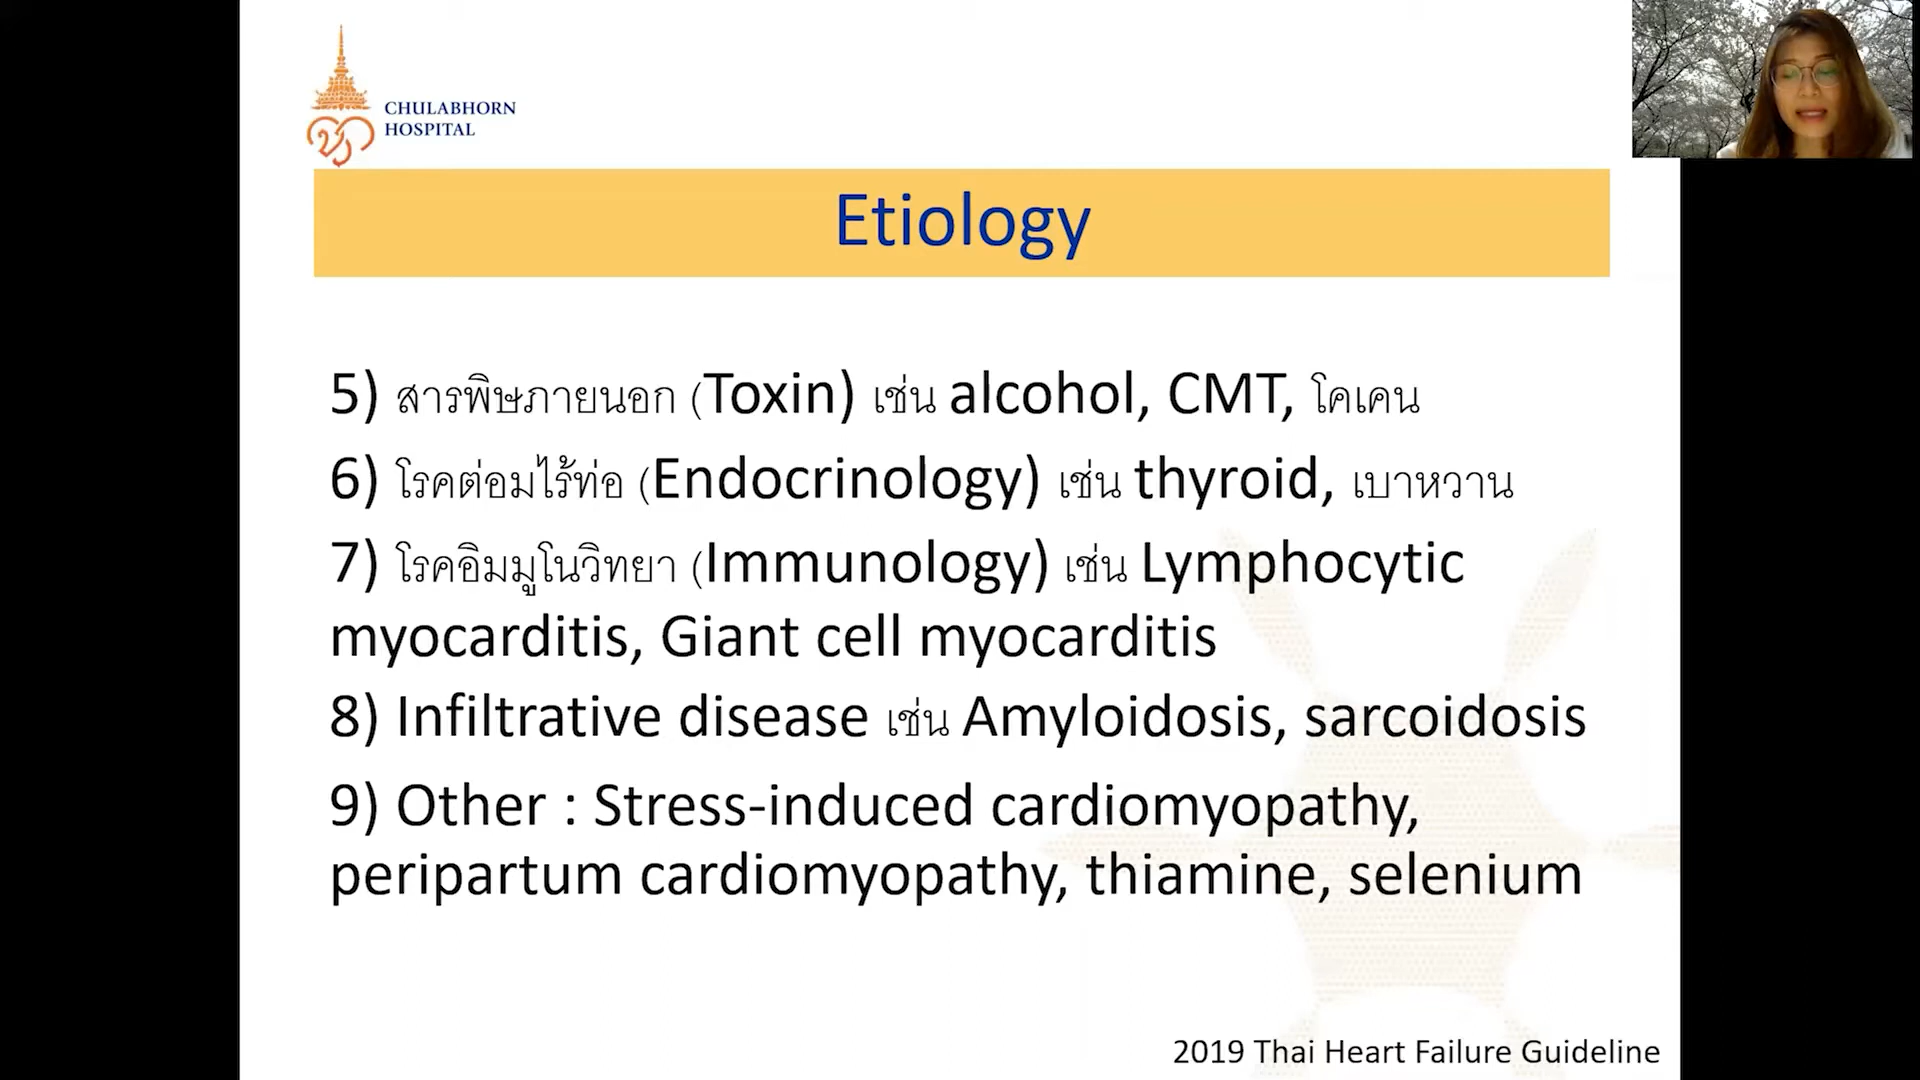 CHULABHORN
HOSPITAL
Etiology
5) สารพิษภายนอก (Toxin) เช่น alcohol, CMT, โคเคน
6) โรคต่อมไร้ท่อ (Endocrinology) เช่น thyroid, เบาหวาน
7) โรคอิมมูโนวิทยา (Immunology) เช่น Lymphocytic
myocarditis, Giant cell myocarditis
8) Infiltrative disease เช่น Amyloidosis, sarcoidosis
9) Other : Stress-induced cardiomyopathy,
peripartum cardiomyopathy, thiamine, selenium
2019 Thai Heart Failure Guideline